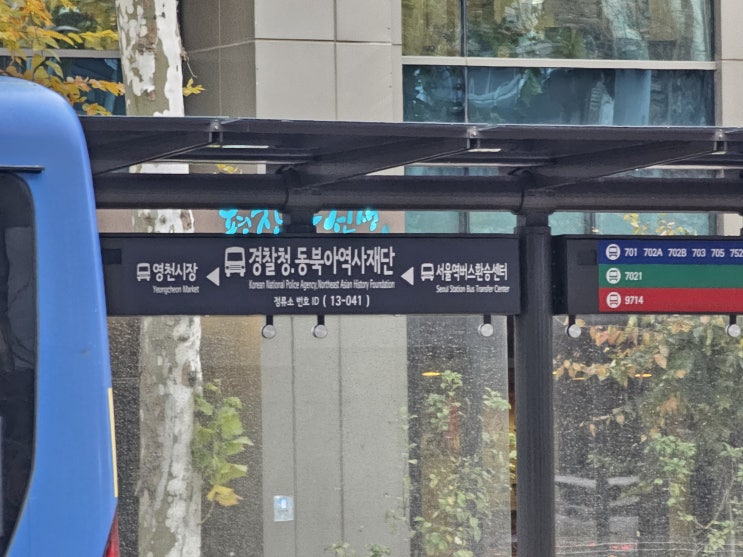 영천시장
Yeongcheon Market
경찰청.동북아역사재단
Korean National Police Agency,Northeast Asian History Foundation
정류소 번호 ID ( 13-041 )
서울역버스환승센터
Seoul Station Bus Transfer Center
701 702A 702B 703 705 752
7021
9714